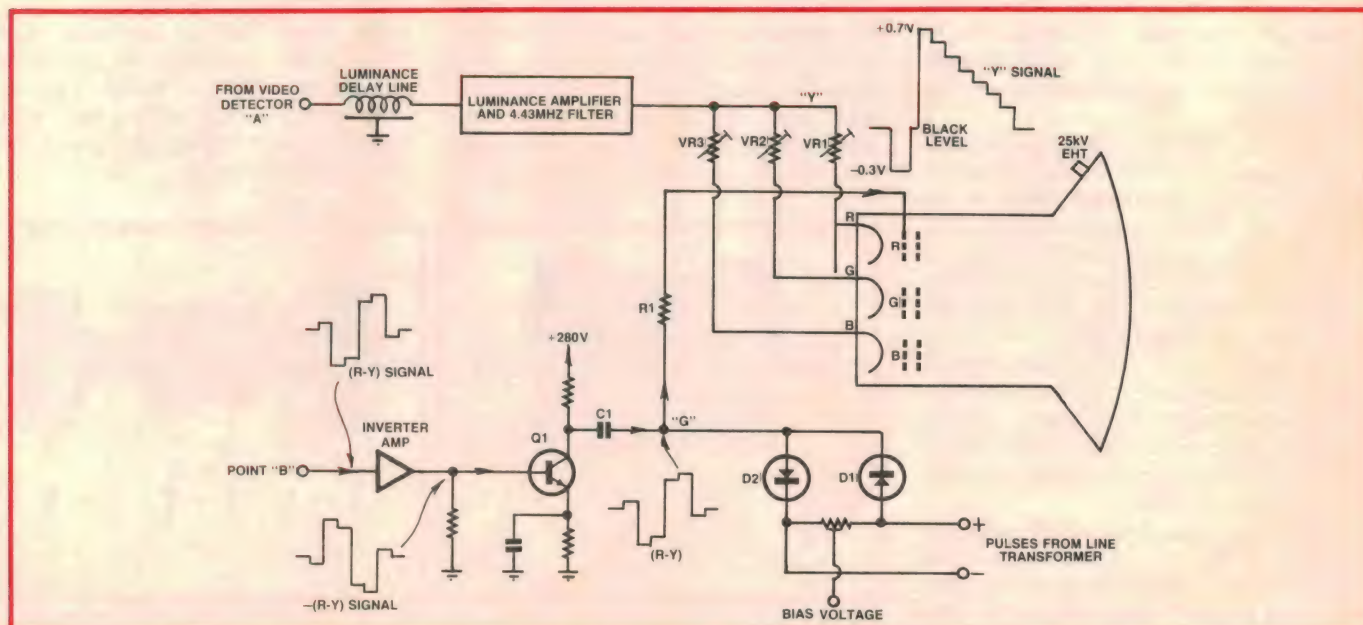 +0.7V
"Y" SIGNAL
LUMINANCE
DELAY LINE
FROM VIDEO
DETECTOR
"A"
LUMINANCE AMPLIFIER
AND 4.43MHZ FILTER
"Y"
BLACK
LEVEL
-0.3V
25kV
EHT
VR3
VR2
VR1
R
R
G
G
B
B
R1
+280V
(R-Y) SIGNAL
INVERTER
AMP
POINT "B"
Q1
C1
"G"
D2
D1
(R-Y)
+
PULSES FROM LINE
TRANSFORMER
-
BIAS VOLTAGE
-(R-Y) SIGNAL